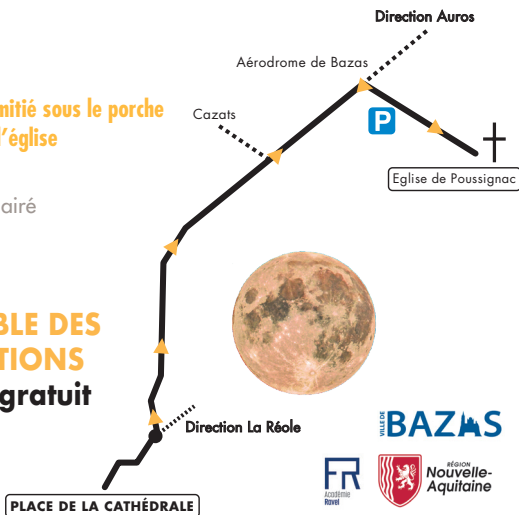 Direction Auros
Aérodrome de Bazas
mitié sous le porche
l'église
Cazats
P
Eglise de Poussignac
airé
BLE DES
TIONS
gratuit
Direction La Réole
VILLE DE
BAZAS
FR
Académie
Ravel
RÉGION
Nouvelle-
Aquitaine
PLACE DE LA CATHÉDRALE